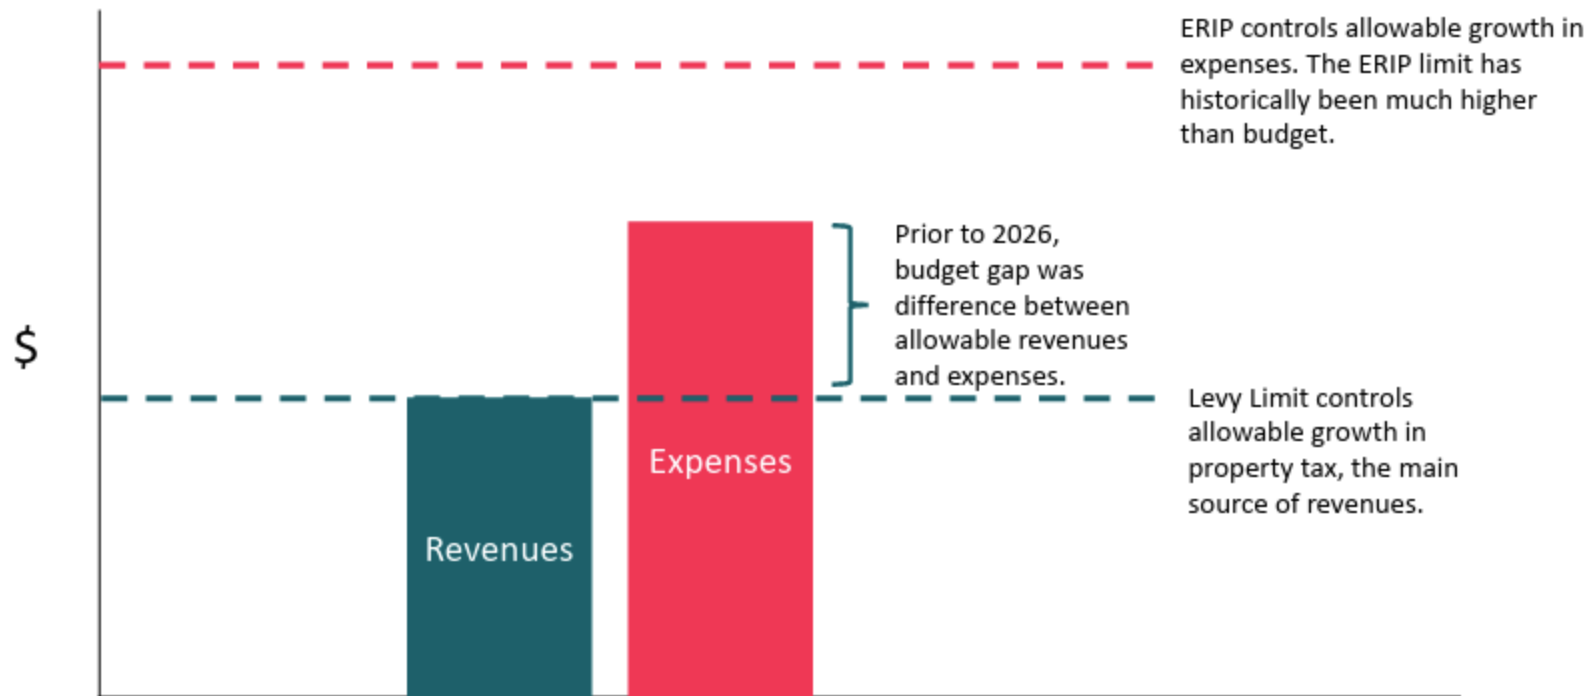 ERIP controls allowable growth in
expenses. The ERIP limit has
historically been much higher
than budget.
Prior to 2026,
budget gap was
difference between
allowable revenues
and expenses.
$
Levy Limit controls
allowable growth in
property tax, the main
source of revenues.
Expenses
Revenues